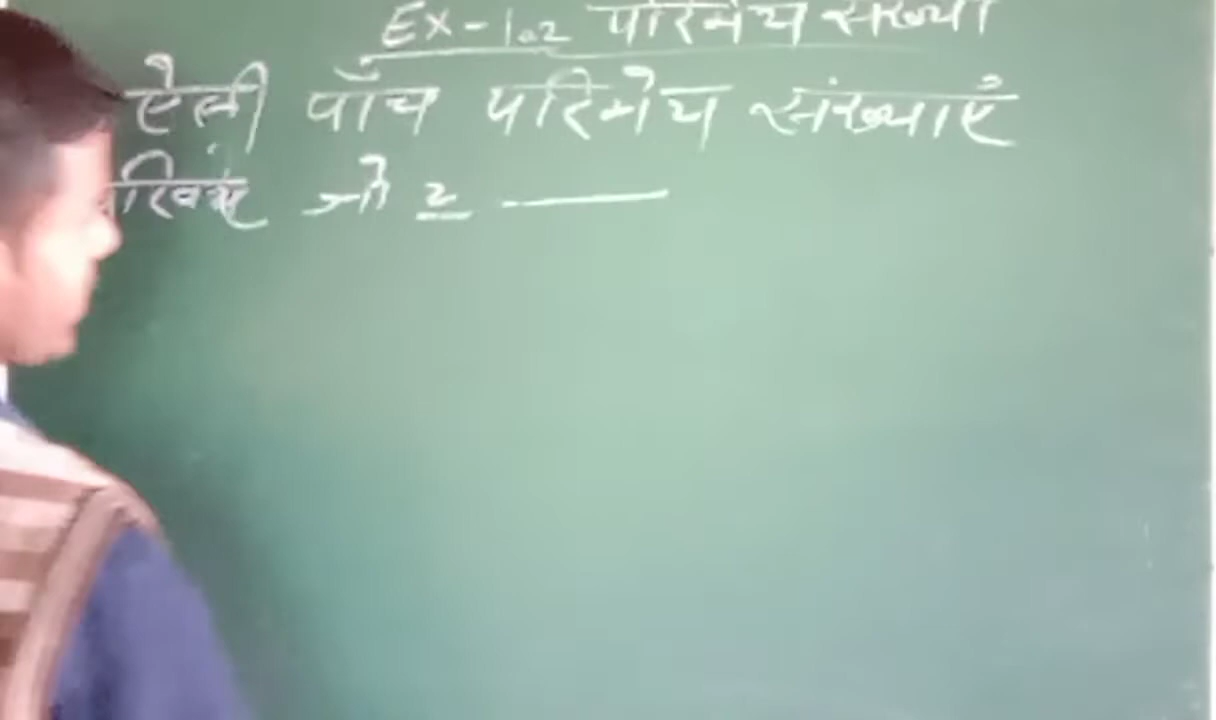 Ex-1.2 परिमेय संख्या
ऐसी पाँच परिमेय संख्याएँ
लिखिए जो 2 ———